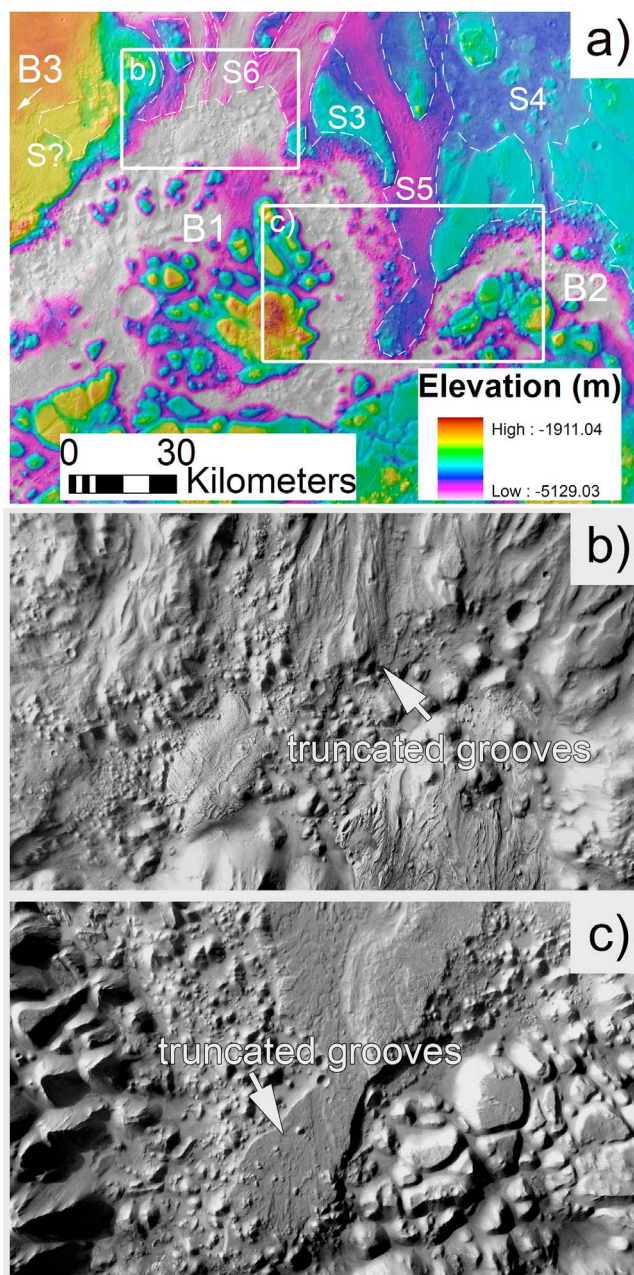 a)
B3
b)
S6
c)
S3
S4
S?
S5
B1
c)
B2
Elevation (m)
High : -1911.04
Low : -5129.03
0 30
Kilometers
b)
truncated grooves
c)
truncated grooves